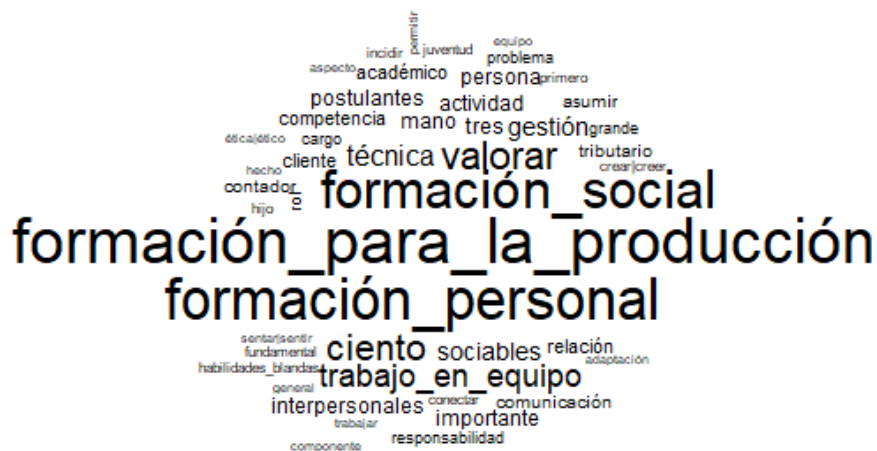 permitir
equipo
incidir juventud
problema
aspecto académico persona primero
postulantes actividad asumir
competencia mano tres gestión grande
ética|ético cargo
cliente técnica valorar tributario
hecho crear|creer
contador formación_social
hijo
formación_para_la_producción
formación_personal
sentar|sentir
fundamental ciento sociables relación
adaptación
habilidades_blandas trabajo_en_equipo
general
interpersonales conectar comunicación
trabajar importante
responsabilidad
componente